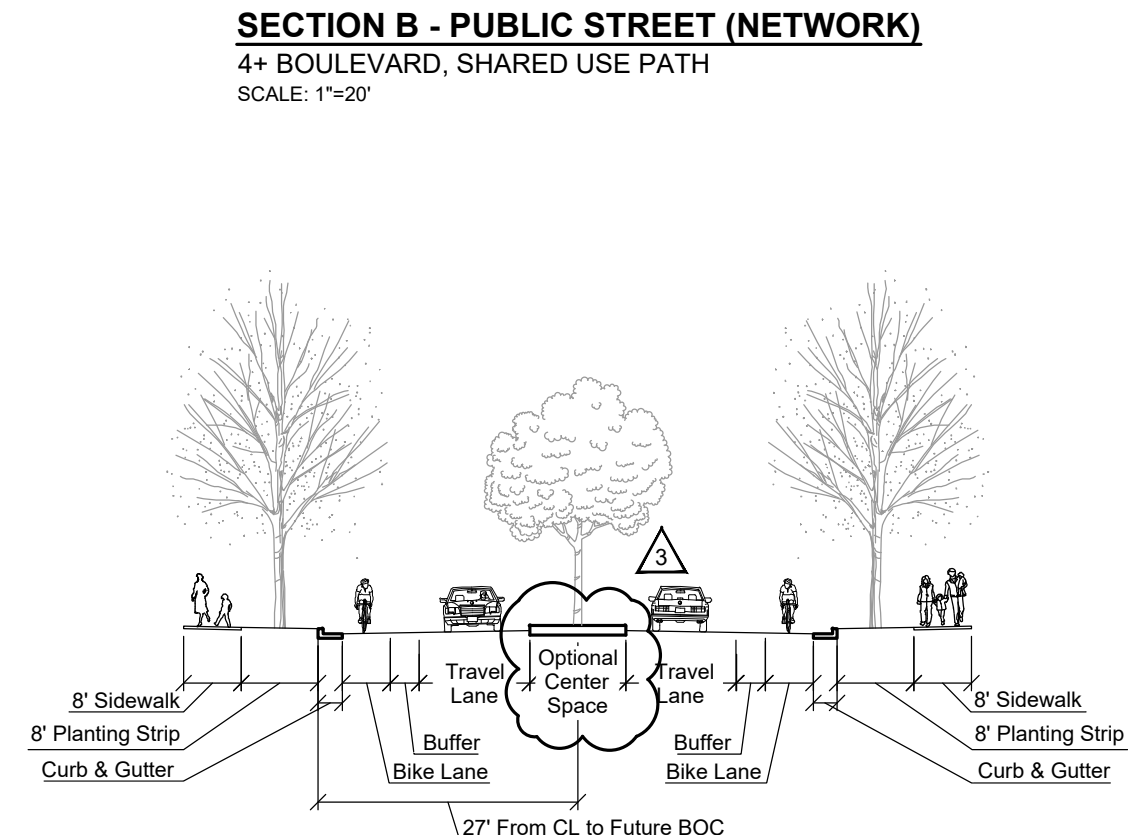 SECTION B - PUBLIC STREET (NETWORK)
4+ BOULEVARD, SHARED USE PATH
SCALE: 1"=20'
3
Travel
Lane
Optional
Center
Space
Travel
Lane
8' Sidewalk
8' Planting Strip
Curb & Gutter
Buffer
Bike Lane
Buffer
Bike Lane
8' Sidewalk
8' Planting Strip
Curb & Gutter
27' From CL to Future BOC